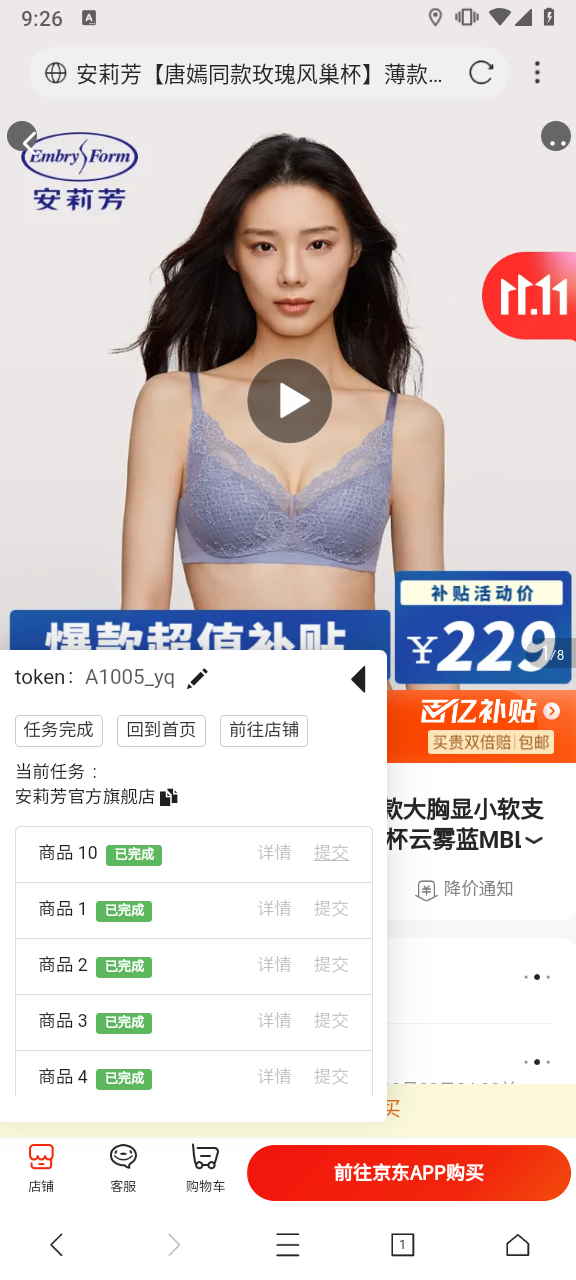 9:26
A
安莉芳【唐嫣同款玫瑰风巢杯】薄款...
Embry Form
安莉芳
11.11
补贴活动价
爆款超值补贴
¥229
1/8
token: A1005_yq
百亿补贴
买贵双倍赔 包邮
任务完成
回到首页
前往店铺
当前任务：
安莉芳官方旗舰店
款大胸显小软支
杯云雾蓝MBL
商品 10 已完成 详情 提交
降价通知
商品 1 已完成 详情 提交
商品 2 已完成 详情 提交
商品 3 已完成 详情 提交
商品 4 已完成 详情 提交
买
店铺
客服
购物车
前往京东APP购买
1